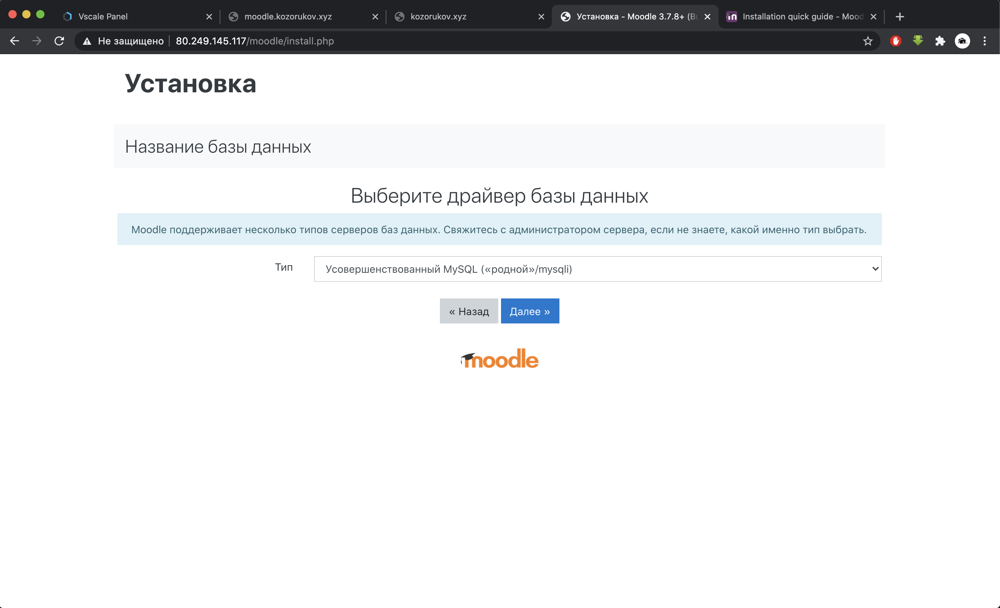 Vscale Panel
moodle.kozorukov.xyz
kozorukov.xyz
Установка - Moodle 3.7.8+ (Bu
Installation quick guide - Mood
Не защищено
80.249.145.117/moodle/install.php
Установка
Название базы данных
Выберите драйвер базы данных
Moodle поддерживает несколько типов серверов баз данных. Свяжитесь с администратором сервера, если не знаете, какой именно тип выбрать.
Тип
Усовершенствованный MySQL («родной»/mysqli)
« Назад
Далее »
moodle